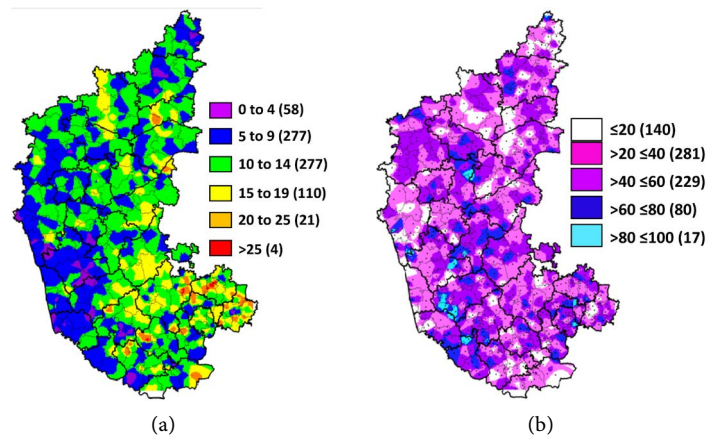 0 to 4 (58)
5 to 9 (277)
10 to 14 (277)
15 to 19 (110)
20 to 25 (21)
>25 (4)
≤20 (140)
>20 ≤40 (281)
>40 ≤60 (229)
>60 ≤80 (80)
>80 ≤100 (17)
(a)
(b)